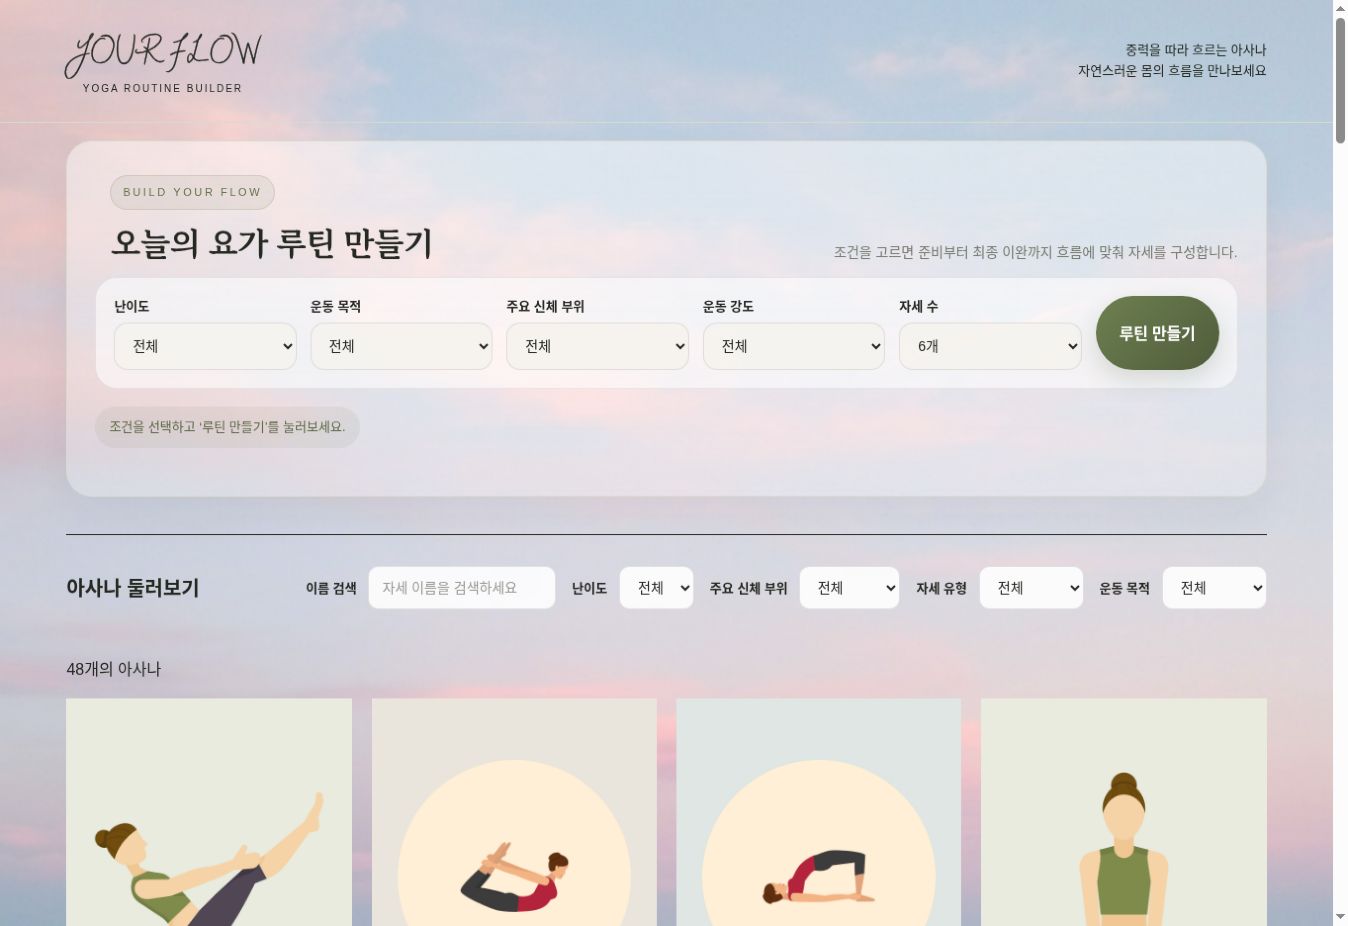 YOUR FLOW
YOGA ROUTINE BUILDER
중력을 따라 흐르는 아사나
자연스러운 몸의 흐름을 만나보세요
BUILD YOUR FLOW
오늘의 요가 루틴 만들기
조건을 고르면 준비부터 최종 이완까지 흐름에 맞춰 자세를 구성합니다.
난이도 운동 목적 주요 신체 부위 운동 강도 자세 수
전체 전체 전체 전체 6개 루틴 만들기
조건을 선택하고 '루틴 만들기'를 눌러보세요.
아사나 둘러보기 이름 검색 자세 이름을 검색하세요 난이도 전체 주요 신체 부위 전체 자세 유형 전체 운동 목적 전체
48개의 아사나